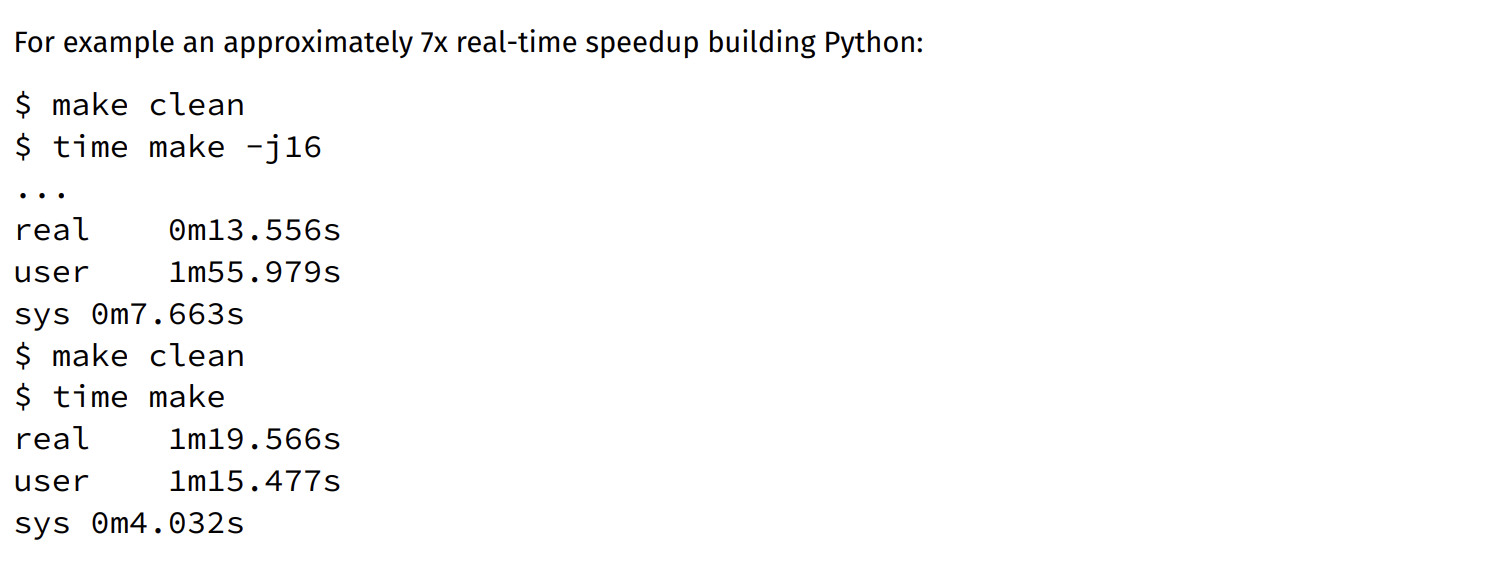 For example an approximately 7x real-time speedup building Python:
$ make clean
$ time make -j16
...
real    0m13.556s
user    1m55.979s
sys 0m7.663s
$ make clean
$ time make
real    1m19.566s
user    1m15.477s
sys 0m4.032s